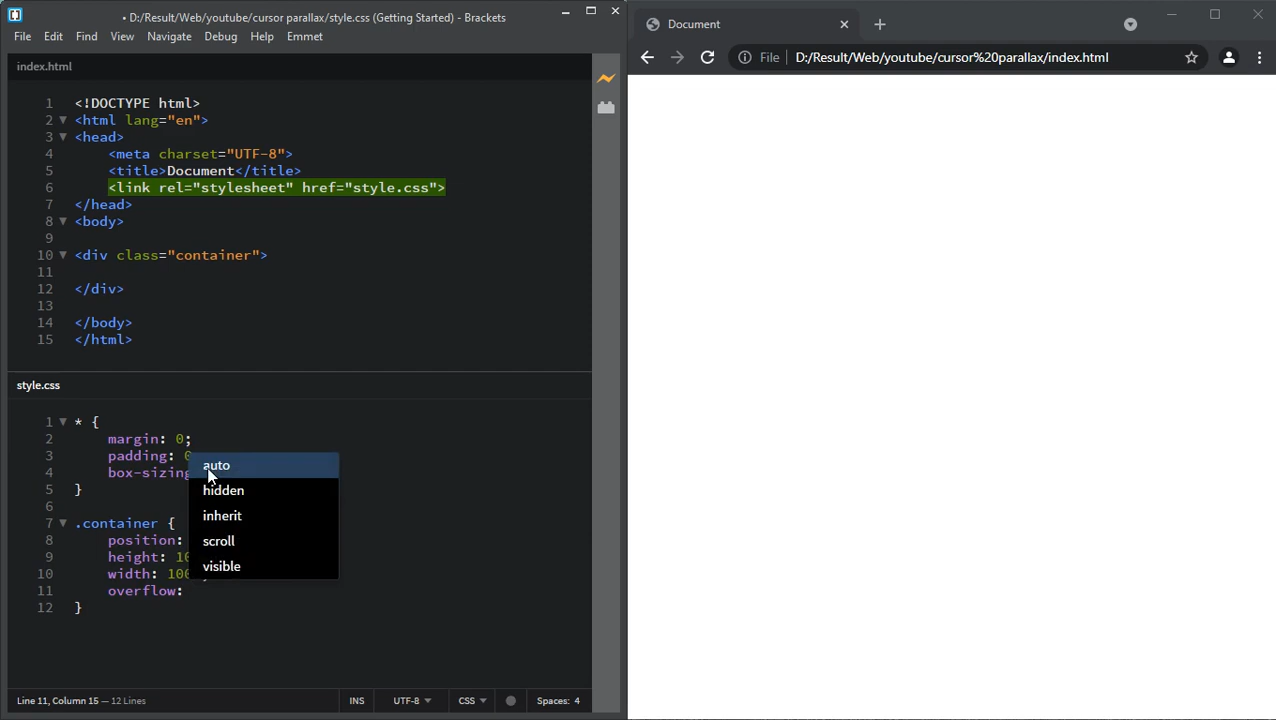 • D:/Result/Web/youtube/cursor parallax/style.css (Getting Started) - Brackets
File Edit Find View Navigate Debug Help Emmet
index.html
1 <!DOCTYPE html>
2 <html lang="en">
3 <head>
4 <meta charset="UTF-8">
5 <title>Document</title>
6 <link rel="stylesheet" href="style.css">
7 </head>
8 <body>
9
10 <div class="container">
11
12 </div>
13
14 </body>
15 </html>
style.css
1 * {
2 margin: 0;
3 padding: 0
4 box-sizing
5 }
6
7 .container {
8 position:
9 height: 10
10 width: 100
11 overflow:
12 }
auto
hidden
inherit
scroll
visible
Line 11, Column 15 — 12 Lines
INS UTF-8 CSS Spaces: 4
Document
File D:/Result/Web/youtube/cursor%20parallax/index.html